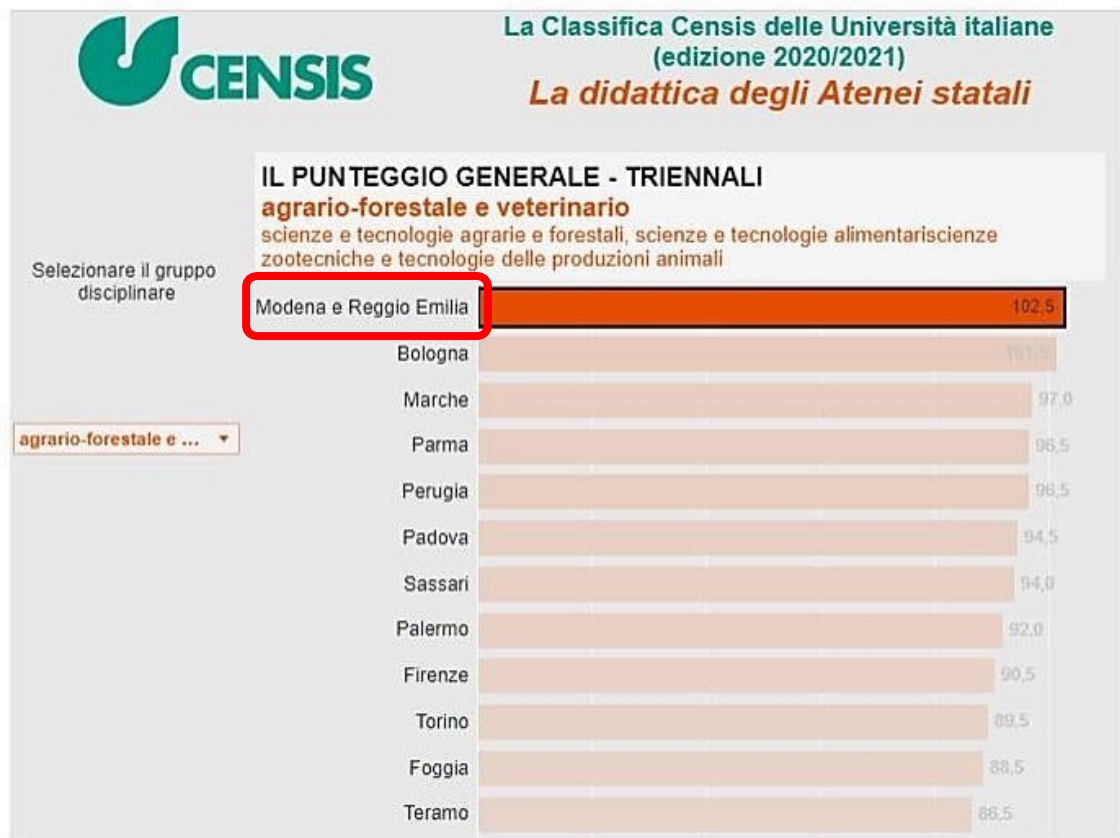 CENSIS
La Classifica Censis delle Università italiane
(edizione 2020/2021)
La didattica degli Atenei statali
IL PUNTEGGIO GENERALE - TRIENNALI
agrario-forestale e veterinario
scienze e tecnologie agrarie e forestali, scienze e tecnologie alimentariscienze
zootecniche e tecnologie delle produzioni animali
Selezionare il gruppo
disciplinare
agrario-forestale e ...
Modena e Reggio Emilia 102,5
Bologna 101,5
Marche 97,0
Parma 96,5
Perugia 96,5
Padova 94,5
Sassari 94,0
Palermo 92,0
Firenze 90,5
Torino 89,5
Foggia 88,5
Teramo 86,5